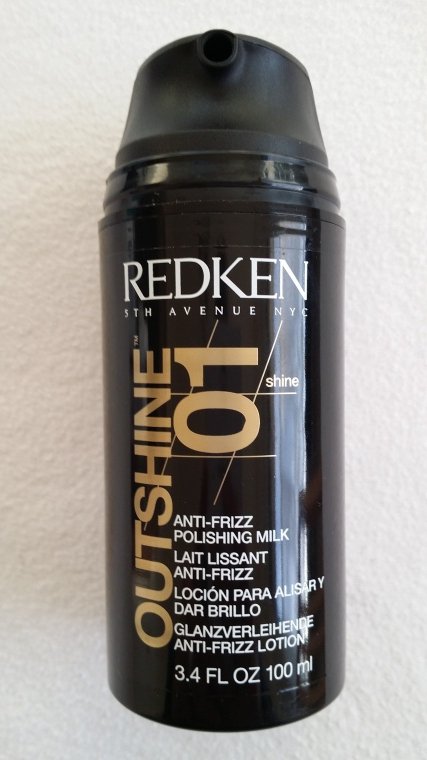 REDKEN
5TH AVENUE NYC
OUTSHINE™
01
shine
ANTI-FRIZZ
POLISHING MILK
LAIT LISSANT
ANTI-FRIZZ
LOCIÓN PARA ALISAR Y
DAR BRILLO
GLANZVERLEIHENDE
ANTI-FRIZZ LOTION
3.4 FL OZ 100 ml